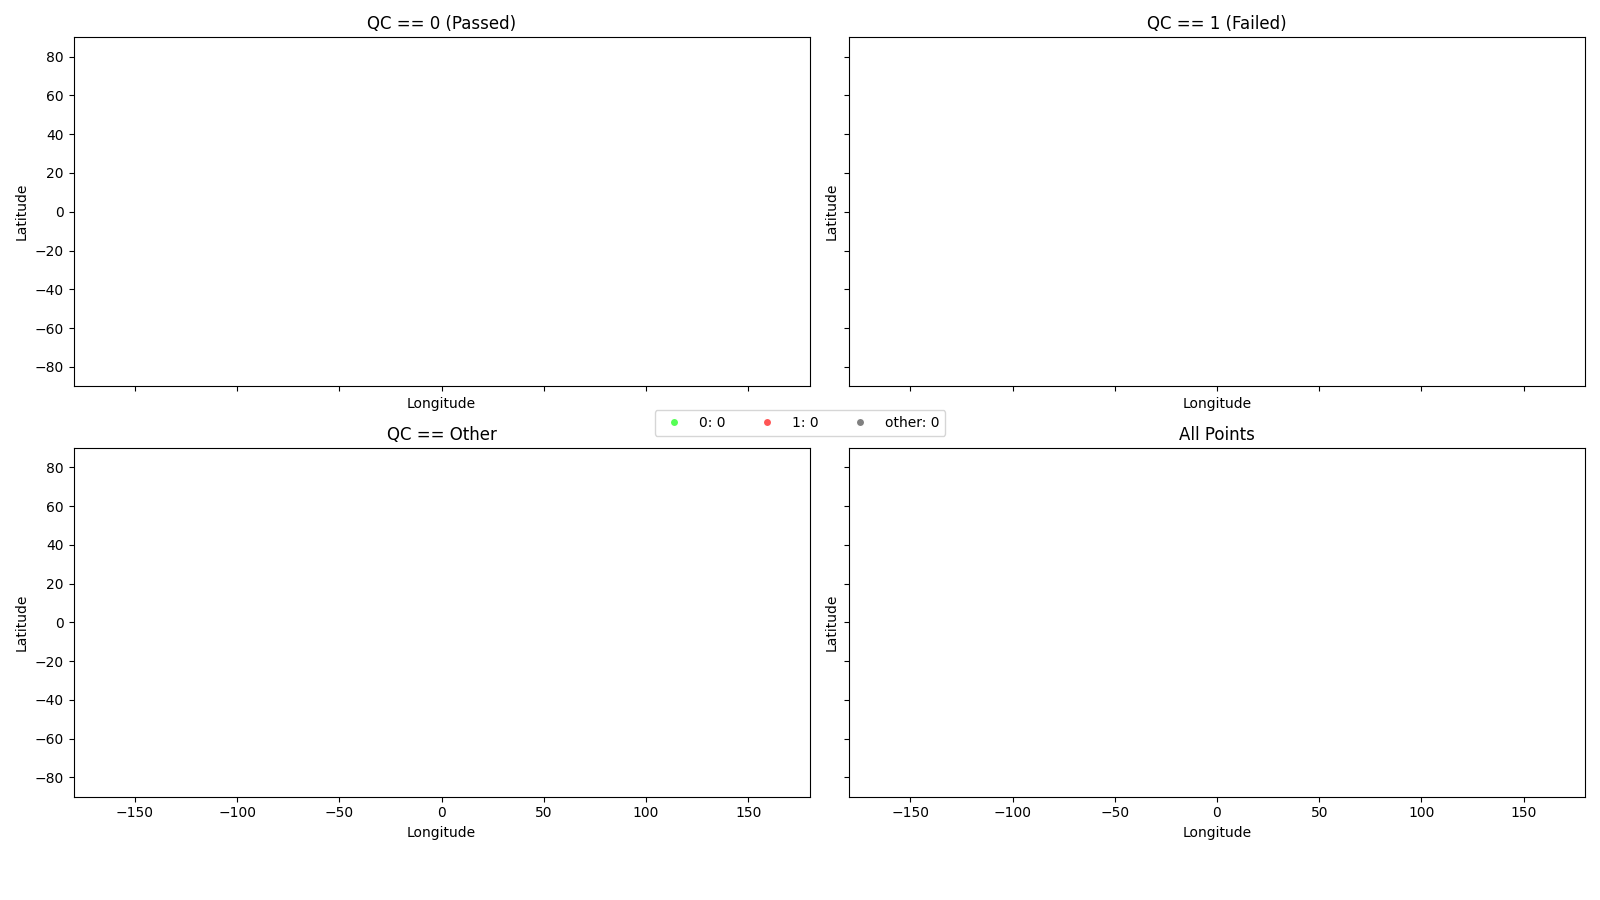 QC == 0 (Passed)
QC == 1 (Failed)
80
60
40
20
0
−20
−40
−60
−80
Latitude
Latitude
Longitude
Longitude
0: 0 1: 0 other: 0
QC == Other
All Points
80
60
40
20
0
−20
−40
−60
−80
Latitude
Latitude
−150 −100 −50 0 50 100 150
−150 −100 −50 0 50 100 150
Longitude
Longitude